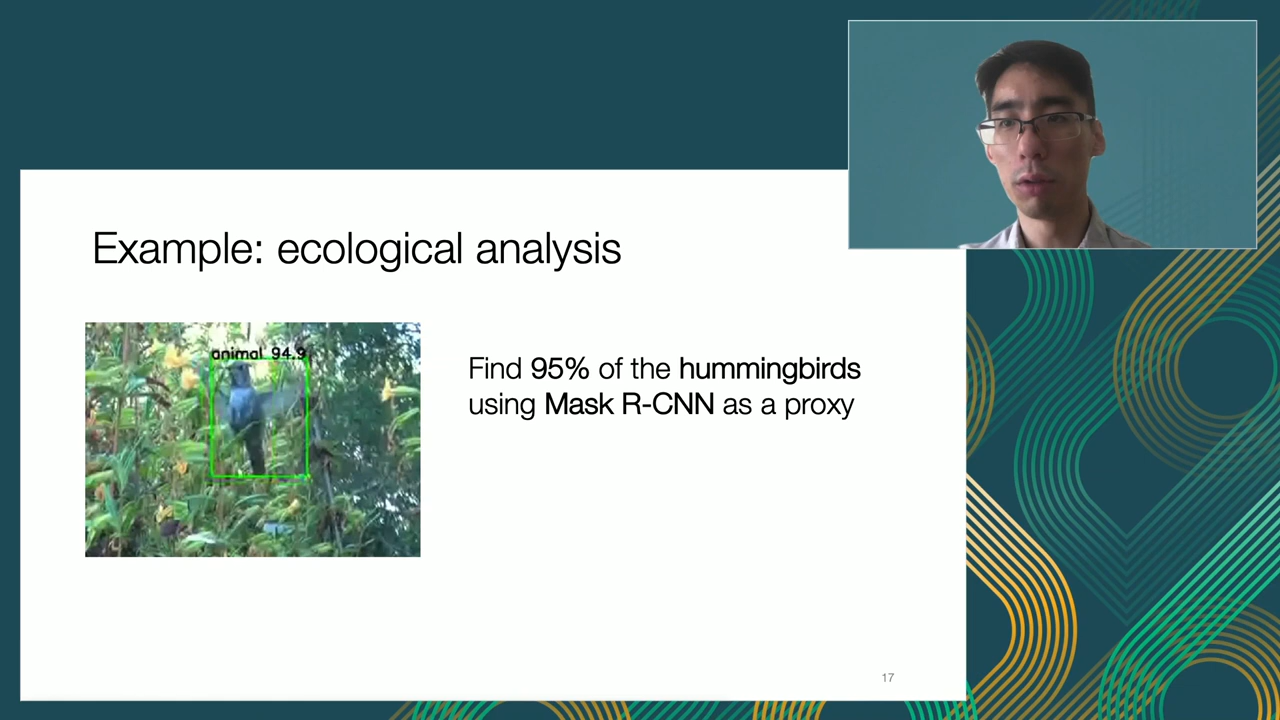 Example: ecological analysis
animal 94.9
Find 95% of the hummingbirds
using Mask R-CNN as a proxy
17